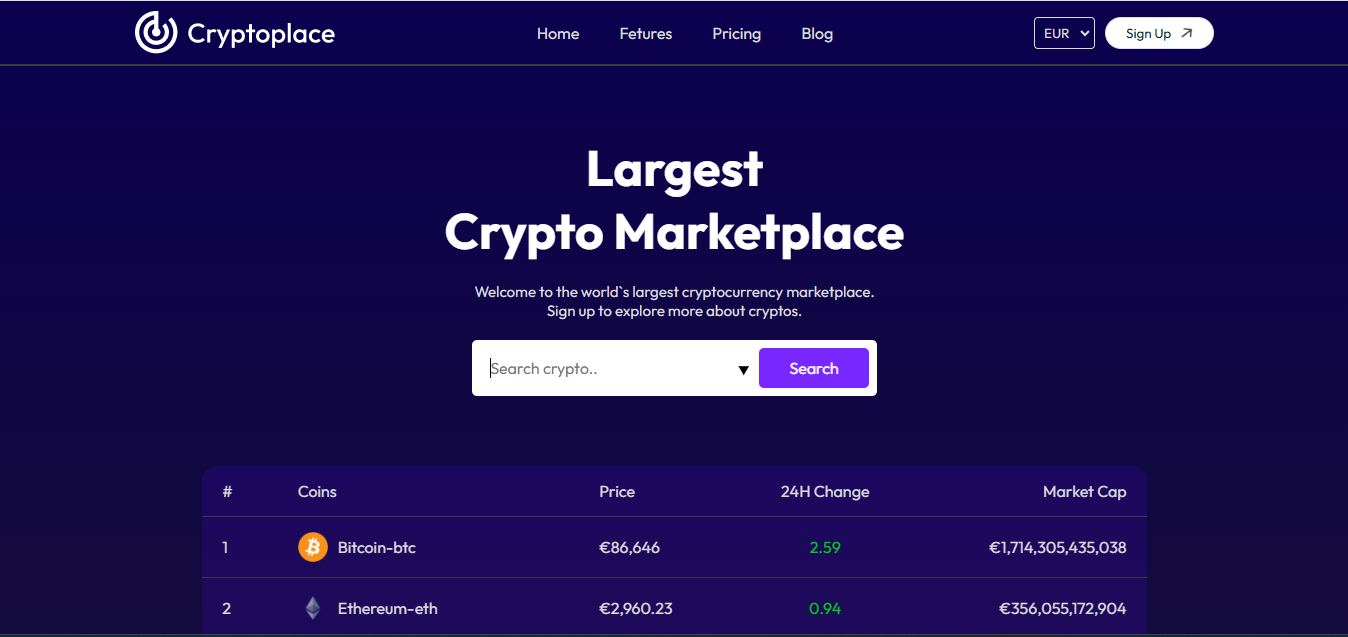 Cryptoplace
Home Fetures Pricing Blog
EUR
Sign Up
Largest
Crypto Marketplace
Welcome to the world`s largest cryptocurrency marketplace.
Sign up to explore more about cryptos.
Search crypto.. Search
# Coins Price 24H Change Market Cap
1 Bitcoin-btc €86,646 2.59 €1,714,305,435,038
2 Ethereum-eth €2,960.23 0.94 €356,055,172,904